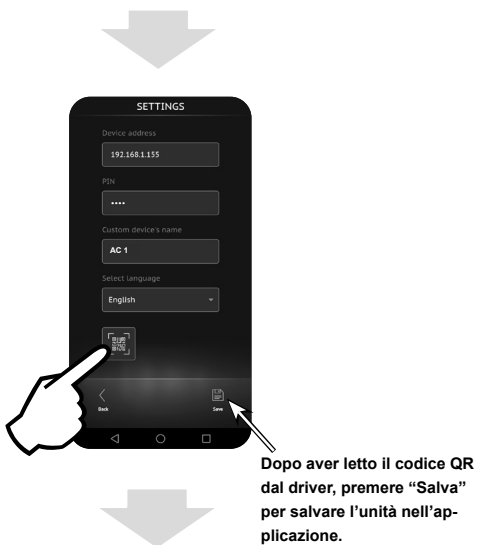 SETTINGS
Device address
192.168.1.155
PIN
••••
Custom device's name
AC 1
Select language
English
Back
Save
Dopo aver letto il codice QR
dal driver, premere “Salva”
per salvare l’unità nell’ap-
plicazione.